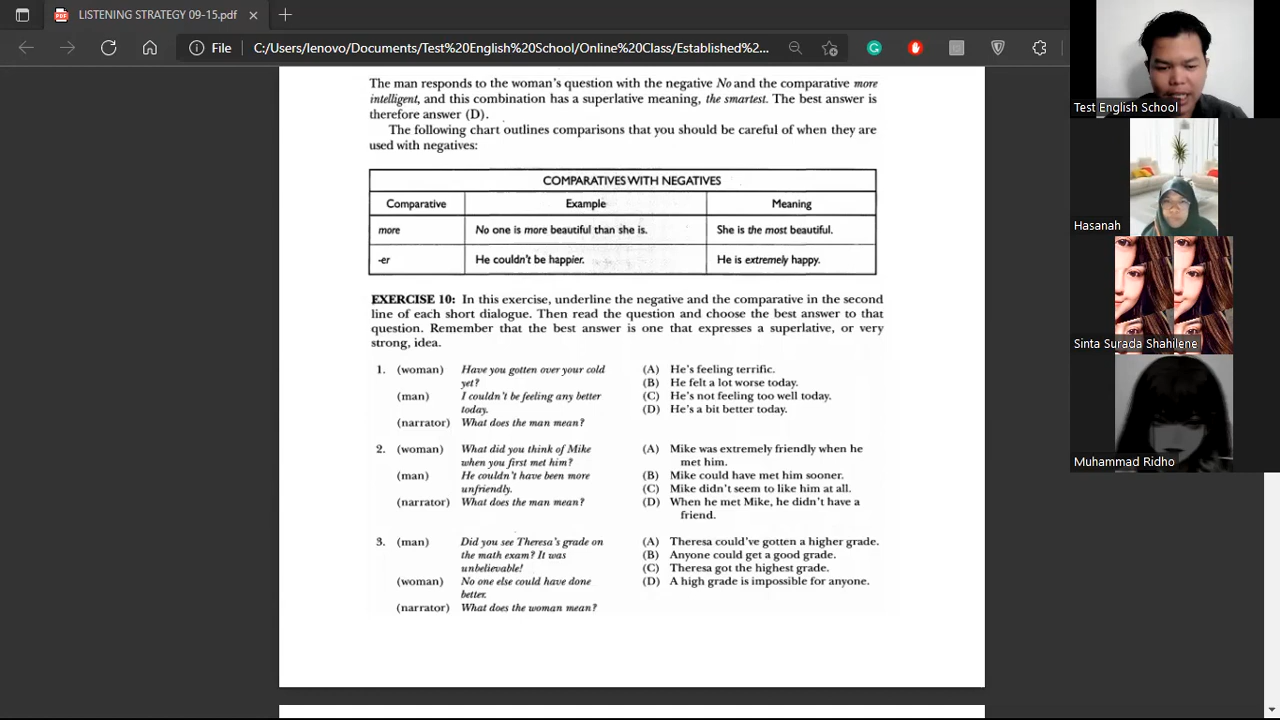 LISTENING STRATEGY 09-15.pdf
File
C:/Users/lenovo/Documents/Test%20English%20School/Online%20Class/Established%2...
The man responds to the woman's question with the negative No and the comparative more
intelligent, and this combination has a superlative meaning, the smartest. The best answer is
therefore answer (D).
The following chart outlines comparisons that you should be careful of when they are
used with negatives:
COMPARATIVES WITH NEGATIVES
Comparative Example Meaning
more No one is more beautiful than she is. She is the most beautiful.
-er He couldn't be happier. He is extremely happy.
EXERCISE 10: In this exercise, underline the negative and the comparative in the second
line of each short dialogue. Then read the question and choose the best answer to that
question. Remember that the best answer is one that expresses a superlative, or very
strong, idea.
1. (woman) Have you gotten over your cold
yet?
(man) I couldn't be feeling any better
today.
(narrator) What does the man mean?
(A) He's feeling terrific.
(B) He felt a lot worse today.
(C) He's not feeling too well today.
(D) He's a bit better today.
2. (woman) What did you think of Mike
when you first met him?
(man) He couldn't have been more
unfriendly.
(narrator) What does the man mean?
(A) Mike was extremely friendly when he
met him.
(B) Mike could have met him sooner.
(C) Mike didn't seem to like him at all.
(D) When he met Mike, he didn't have a
friend.
3. (man) Did you see Theresa's grade on
the math exam? It was
unbelievable!
(woman) No one else could have done
better.
(narrator) What does the woman mean?
(A) Theresa could've gotten a higher grade.
(B) Anyone could get a good grade.
(C) Theresa got the highest grade.
(D) A high grade is impossible for anyone.
Test English School
Hasanah
Sinta Surada Shahilene
Muhammad Ridho